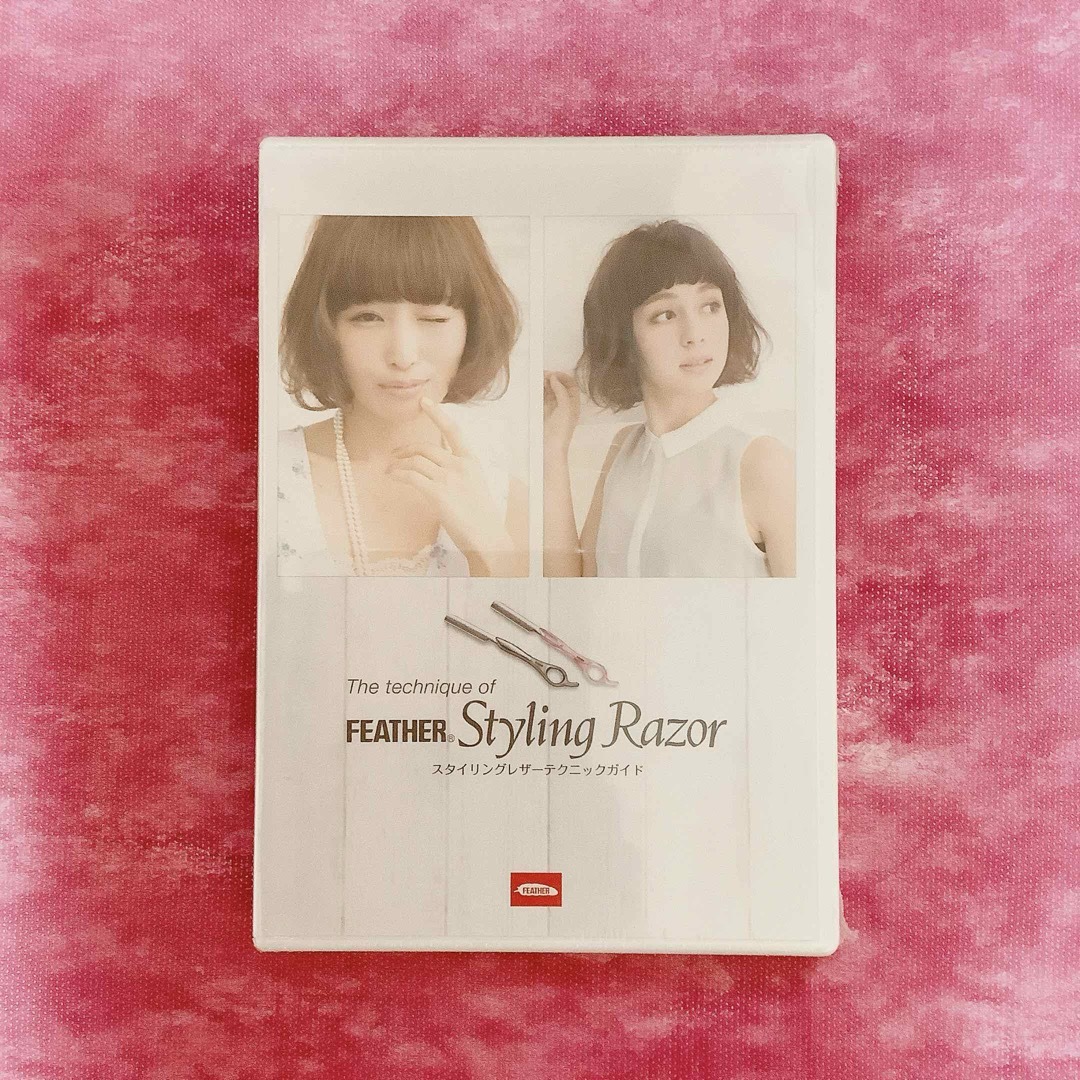 The technique of
FEATHER® Styling Razor
スタイリングレザーテクニックガイド
FEATHER